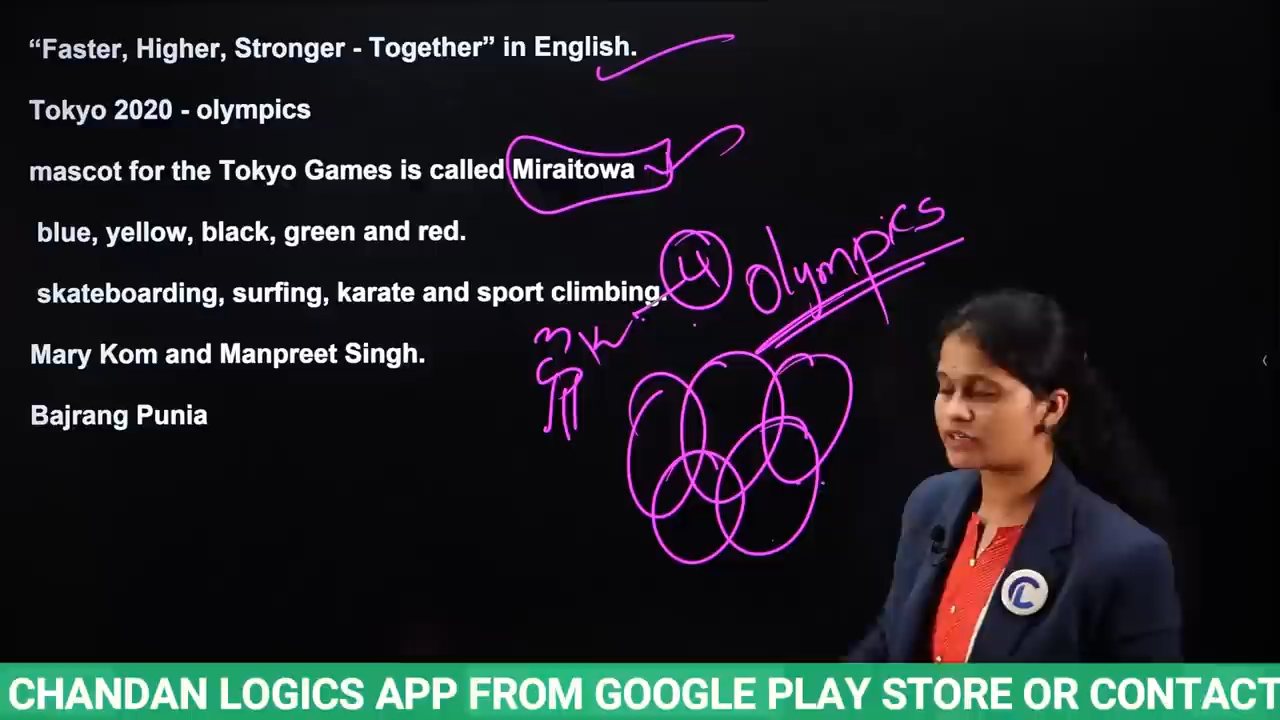 “Faster, Higher, Stronger - Together” in English.
Tokyo 2020 - olympics
mascot for the Tokyo Games is called Miraitowa
blue, yellow, black, green and red.
4 Olympics
skateboarding, surfing, karate and sport climbing.
Mary Kom and Manpreet Singh.
Bajrang Punia
CHANDAN LOGICS APP FROM GOOGLE PLAY STORE OR CONTACT